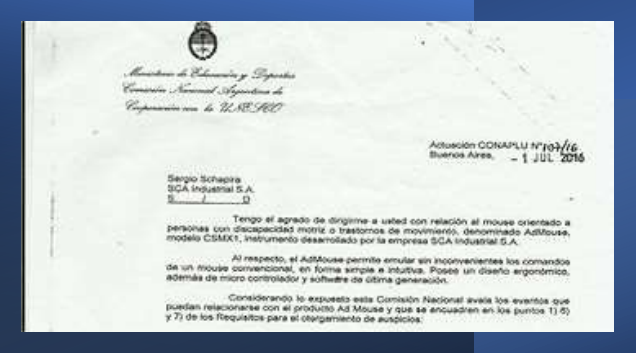 Ministerio de Educación y Deportes
Comisión Nacional Argentina de
Cooperación con la UNESCO
Actuación CONAPLU N°107/16
Buenos Aires, - 1 JUL 2016
Sergio Schapira
SCA Industrial S.A.
S / D
Tengo el agrado de dirigirme a usted con relación al mouse orientado a
personas con discapacidad motriz o trastornos de movimiento, denominado AdMouse,
modelo CSMX1, instrumento desarrollado por la empresa SCA Industrial S.A.
Al respecto, el AdMouse permite emular sin inconvenientes los comandos
de un mouse convencional, en forma simple e intuitiva. Posee un diseño ergonómico,
además de micro controlador y software de última generación.
Considerando lo expuesto esta Comisión Nacional avala los eventos que
puedan relacionarse con el producto Ad Mouse y que se encuadren en los puntos 1) 6)
y 7) de los Requisitos para el otorgamiento de auspicios: